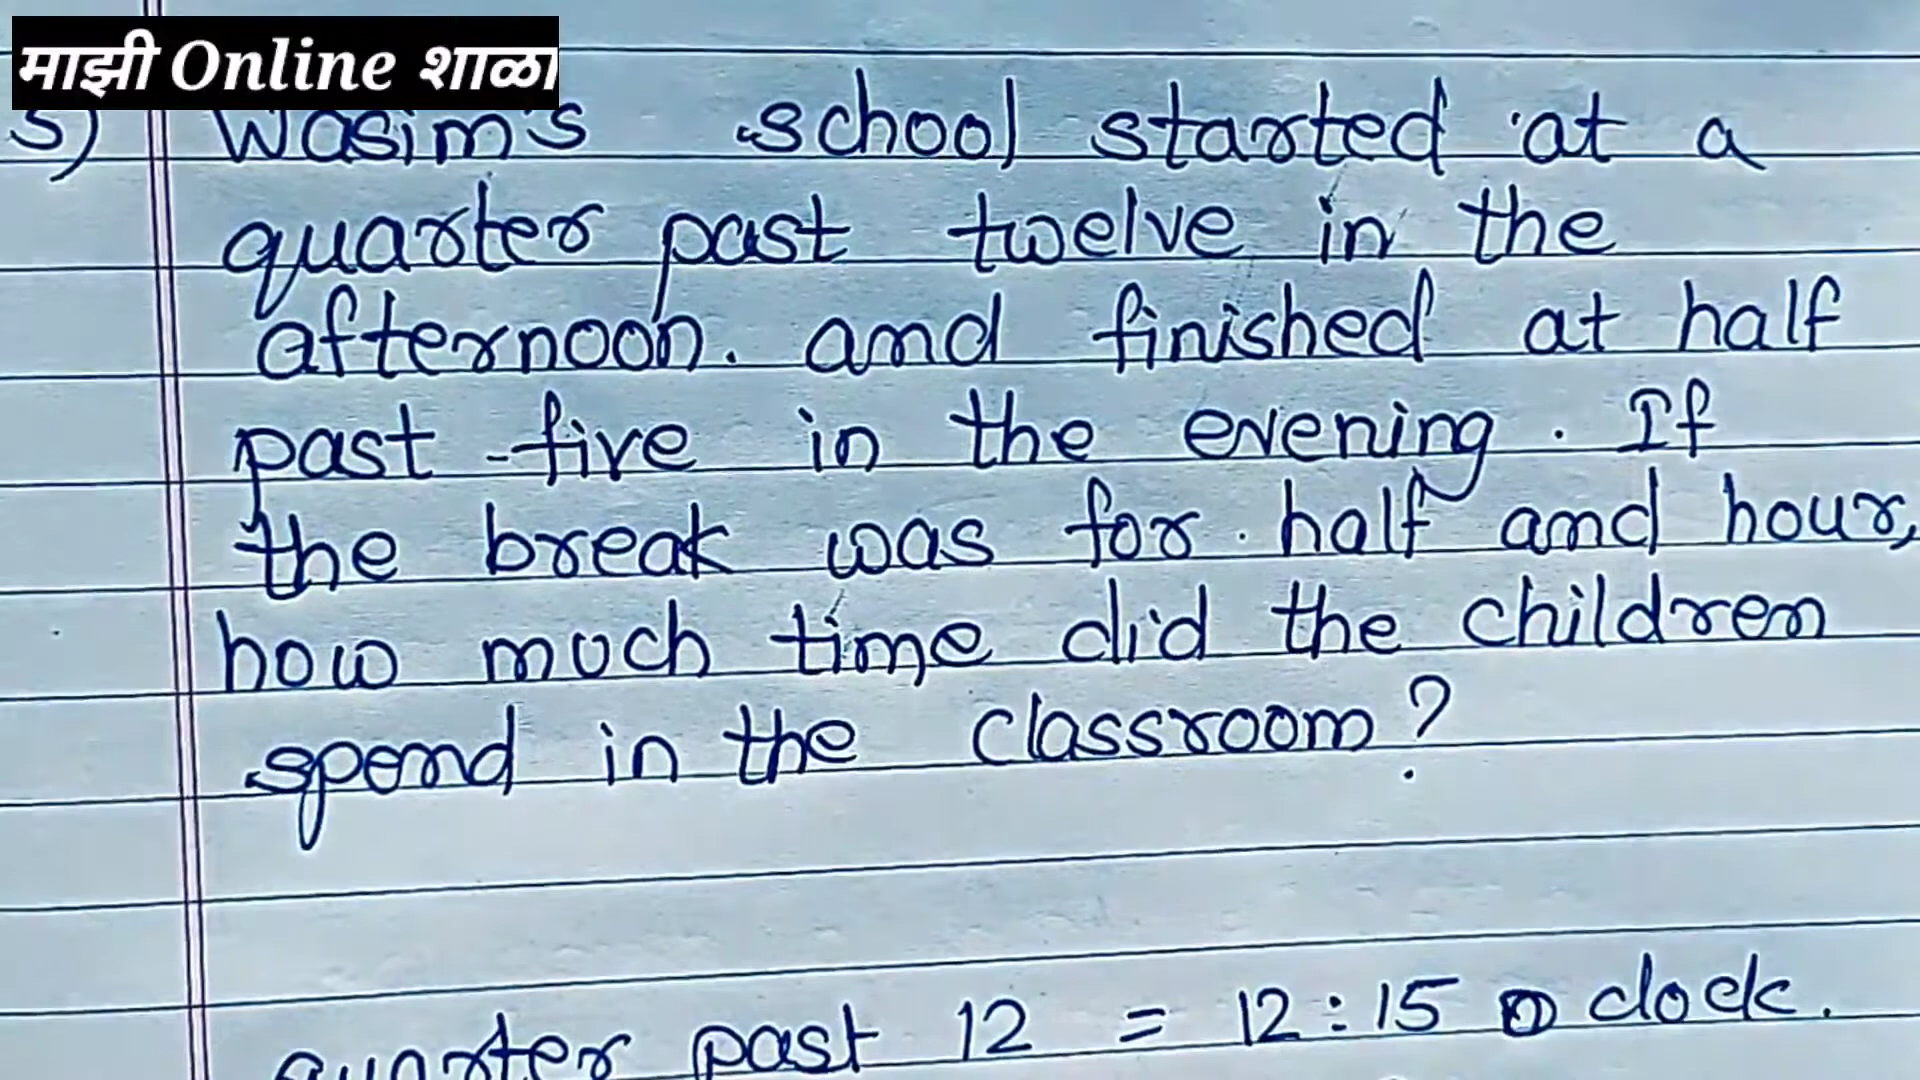 माझी Online शाळा
5) Wasim's school started at a
quarter past twelve in the
afternoon. and finished at half
past five in the evening. If
the break was for half and hour,
how much time did the children
spend in the classroom?
quarter past 12 = 12:15 o clock.